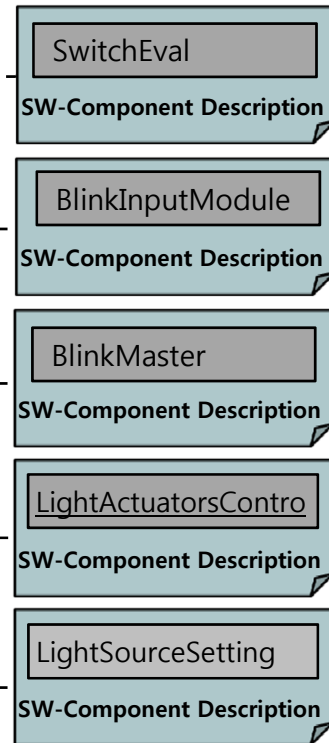 SwitchEval
SW-Component Description
BlinkInputModule
SW-Component Description
BlinkMaster
SW-Component Description
LightActuatorsContro
SW-Component Description
LightSourceSetting
SW-Component Description